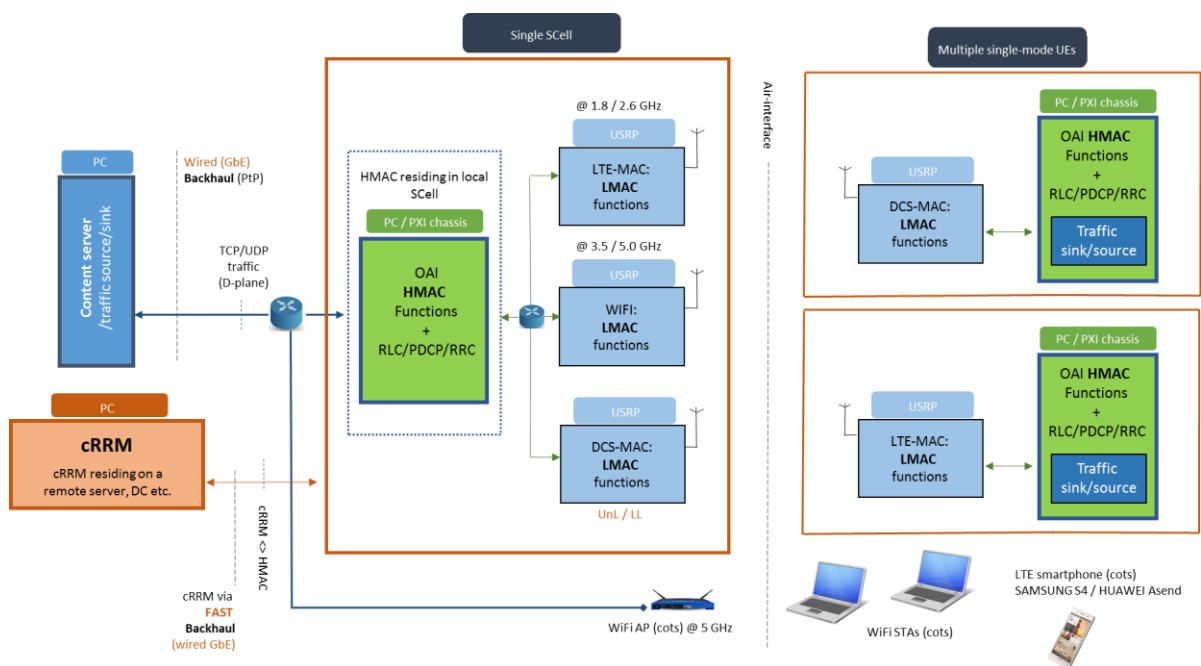 Single SCell
Multiple single-mode UEs
PC
Content server
/traffic source/sink
Wired (GbE)
Backhaul (PtP)
TCP/UDP
traffic
(D-plane)
PC
cRRM
cRRM residing on a
remote server, DC etc.
cRRM <> HMAC
cRRM via
FAST
Backhaul
(wired GbE)
HMAC residing in local
SCell
PC / PXI chassis
OAI
HMAC
Functions
+
RLC/PDCP/RRC
@ 1.8 / 2.6 GHz
USRP
LTE-MAC:
LMAC
functions
@ 3.5 / 5.0 GHz
USRP
WIFI:
LMAC
functions
USRP
DCS-MAC:
LMAC
functions
UnL / LL
WiFi AP (cots) @ 5 GHz
Air-interface
USRP
DCS-MAC:
LMAC
functions
PC / PXI chassis
OAI HMAC
Functions
+
RLC/PDCP/RRC
Traffic
sink/source
USRP
LTE-MAC:
LMAC
functions
PC / PXI chassis
OAI HMAC
Functions
+
RLC/PDCP/RRC
Traffic
sink/source
WiFi STAs (cots)
LTE smartphone (cots)
SAMSUNG S4 / HUAWEI Asend